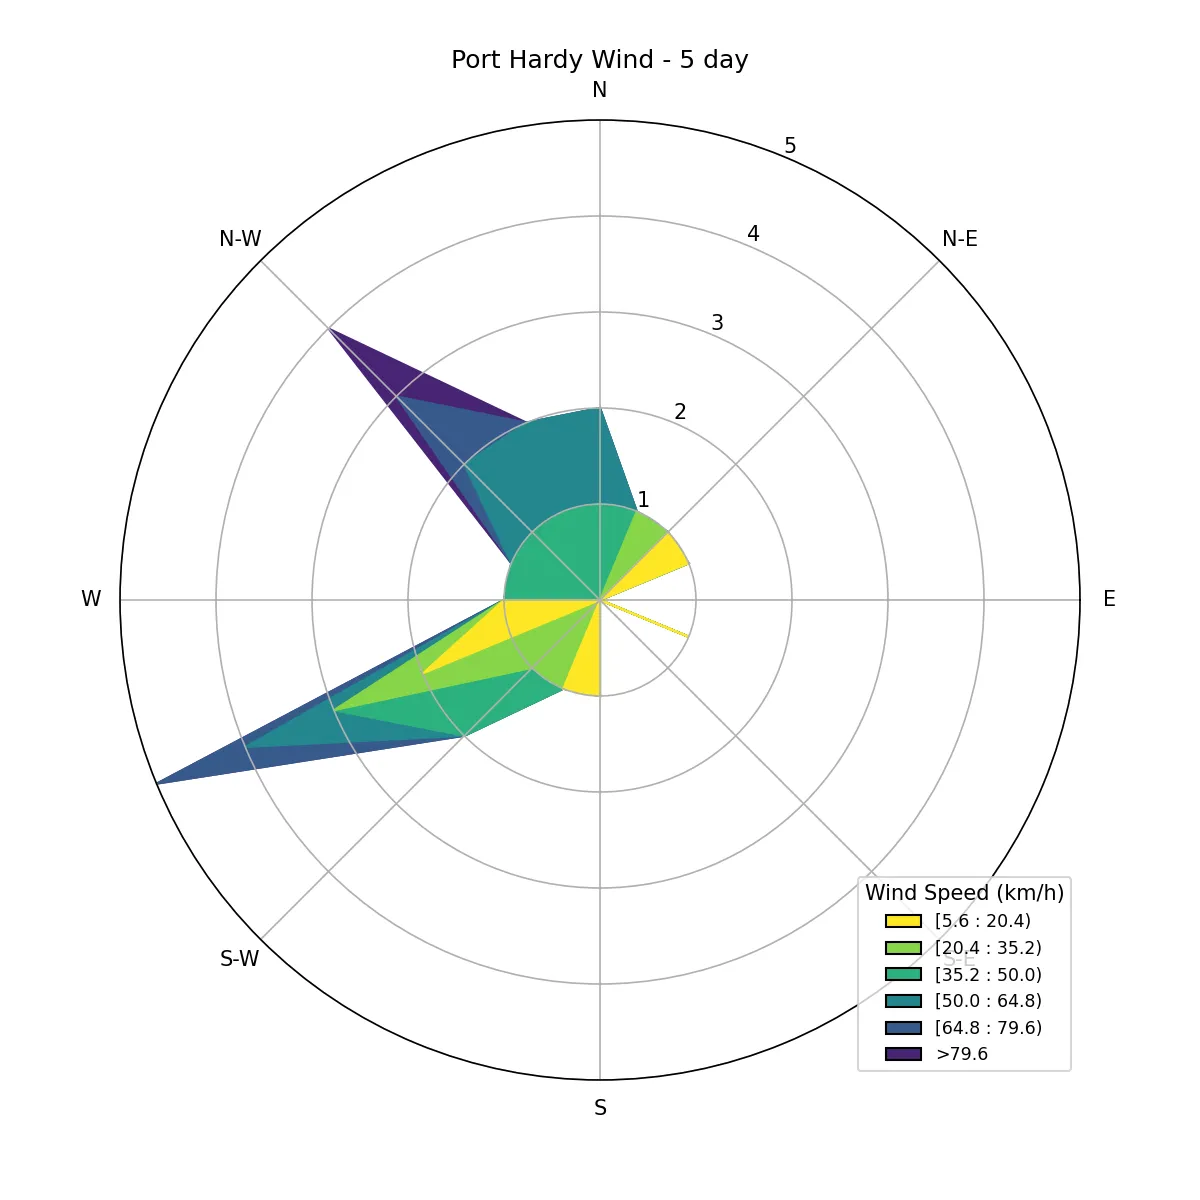 Port Hardy Wind - 5 day
N
5
4
N-W
N-E
3
2
1
W
E
S-W
S-E
S
Wind Speed (km/h)
[5.6 : 20.4)
[20.4 : 35.2)
[35.2 : 50.0)
[50.0 : 64.8)
[64.8 : 79.6)
>79.6